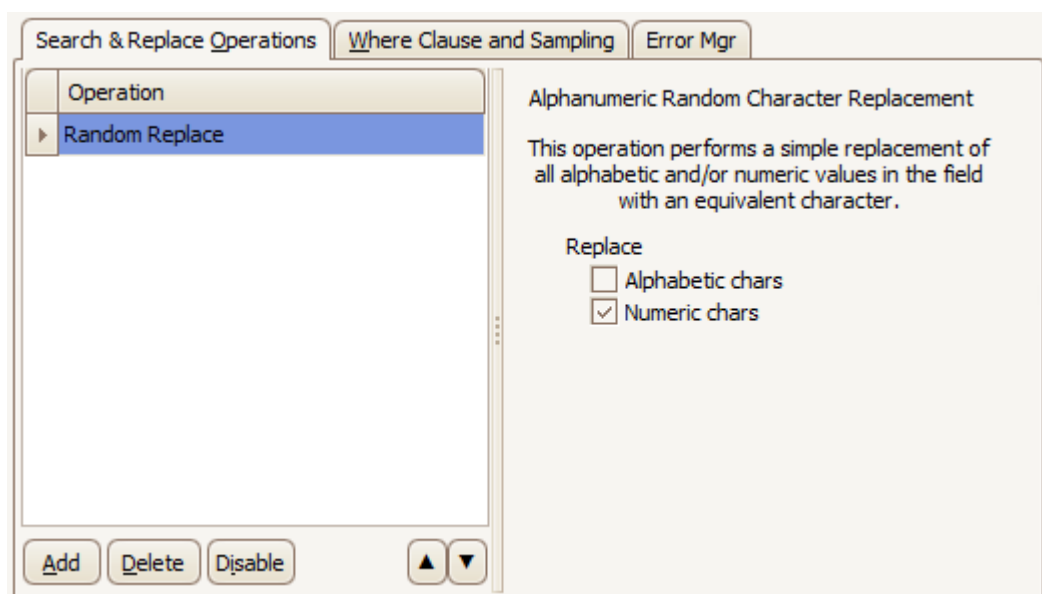 Search & Replace Operations Where Clause and Sampling Error Mgr
Operation
Random Replace
Alphanumeric Random Character Replacement
This operation performs a simple replacement of
all alphabetic and/or numeric values in the field
with an equivalent character.
Replace
Alphabetic chars
Numeric chars
Add Delete Disable